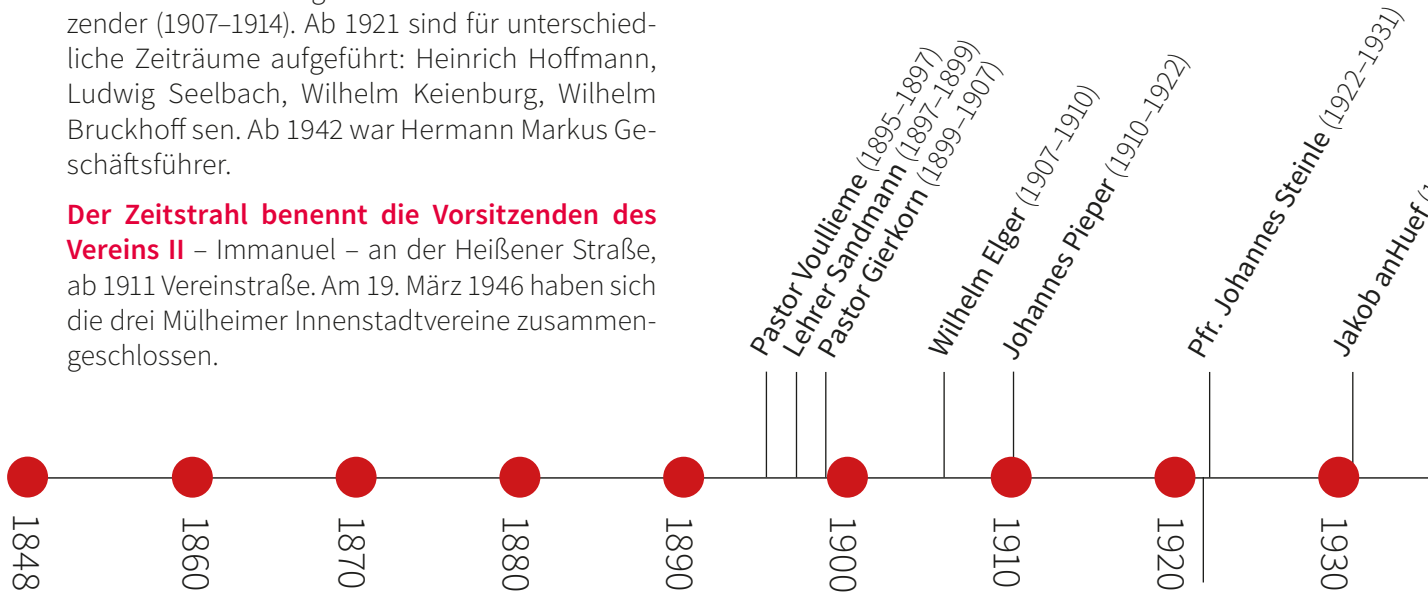 zender (1907–1914). Ab 1921 sind für unterschied-
liche Zeiträume aufgeführt: Heinrich Hoffmann,
Ludwig Seelbach, Wilhelm Keienburg, Wilhelm
Bruckhoff sen. Ab 1942 war Hermann Markus Ge-
schäftsführer.
Der Zeitstrahl benennt die Vorsitzenden des
Vereins II – Immanuel – an der Heißener Straße,
ab 1911 Vereinstraße. Am 19. März 1946 haben sich
die drei Mülheimer Innenstadtvereine zusammen-
geschlossen.
Pastor Voullieme (1895–1897)
Lehrer Sandmann (1897–1899)
Pastor Gierkorn (1899–1907)
Wilhelm Elger (1907–1910)
Johannes Pieper (1910–1922)
Pfr. Johannes Steinle (1922–1931)
Jakob anHuef (1
1848
1860
1870
1880
1890
1900
1910
1920
1930